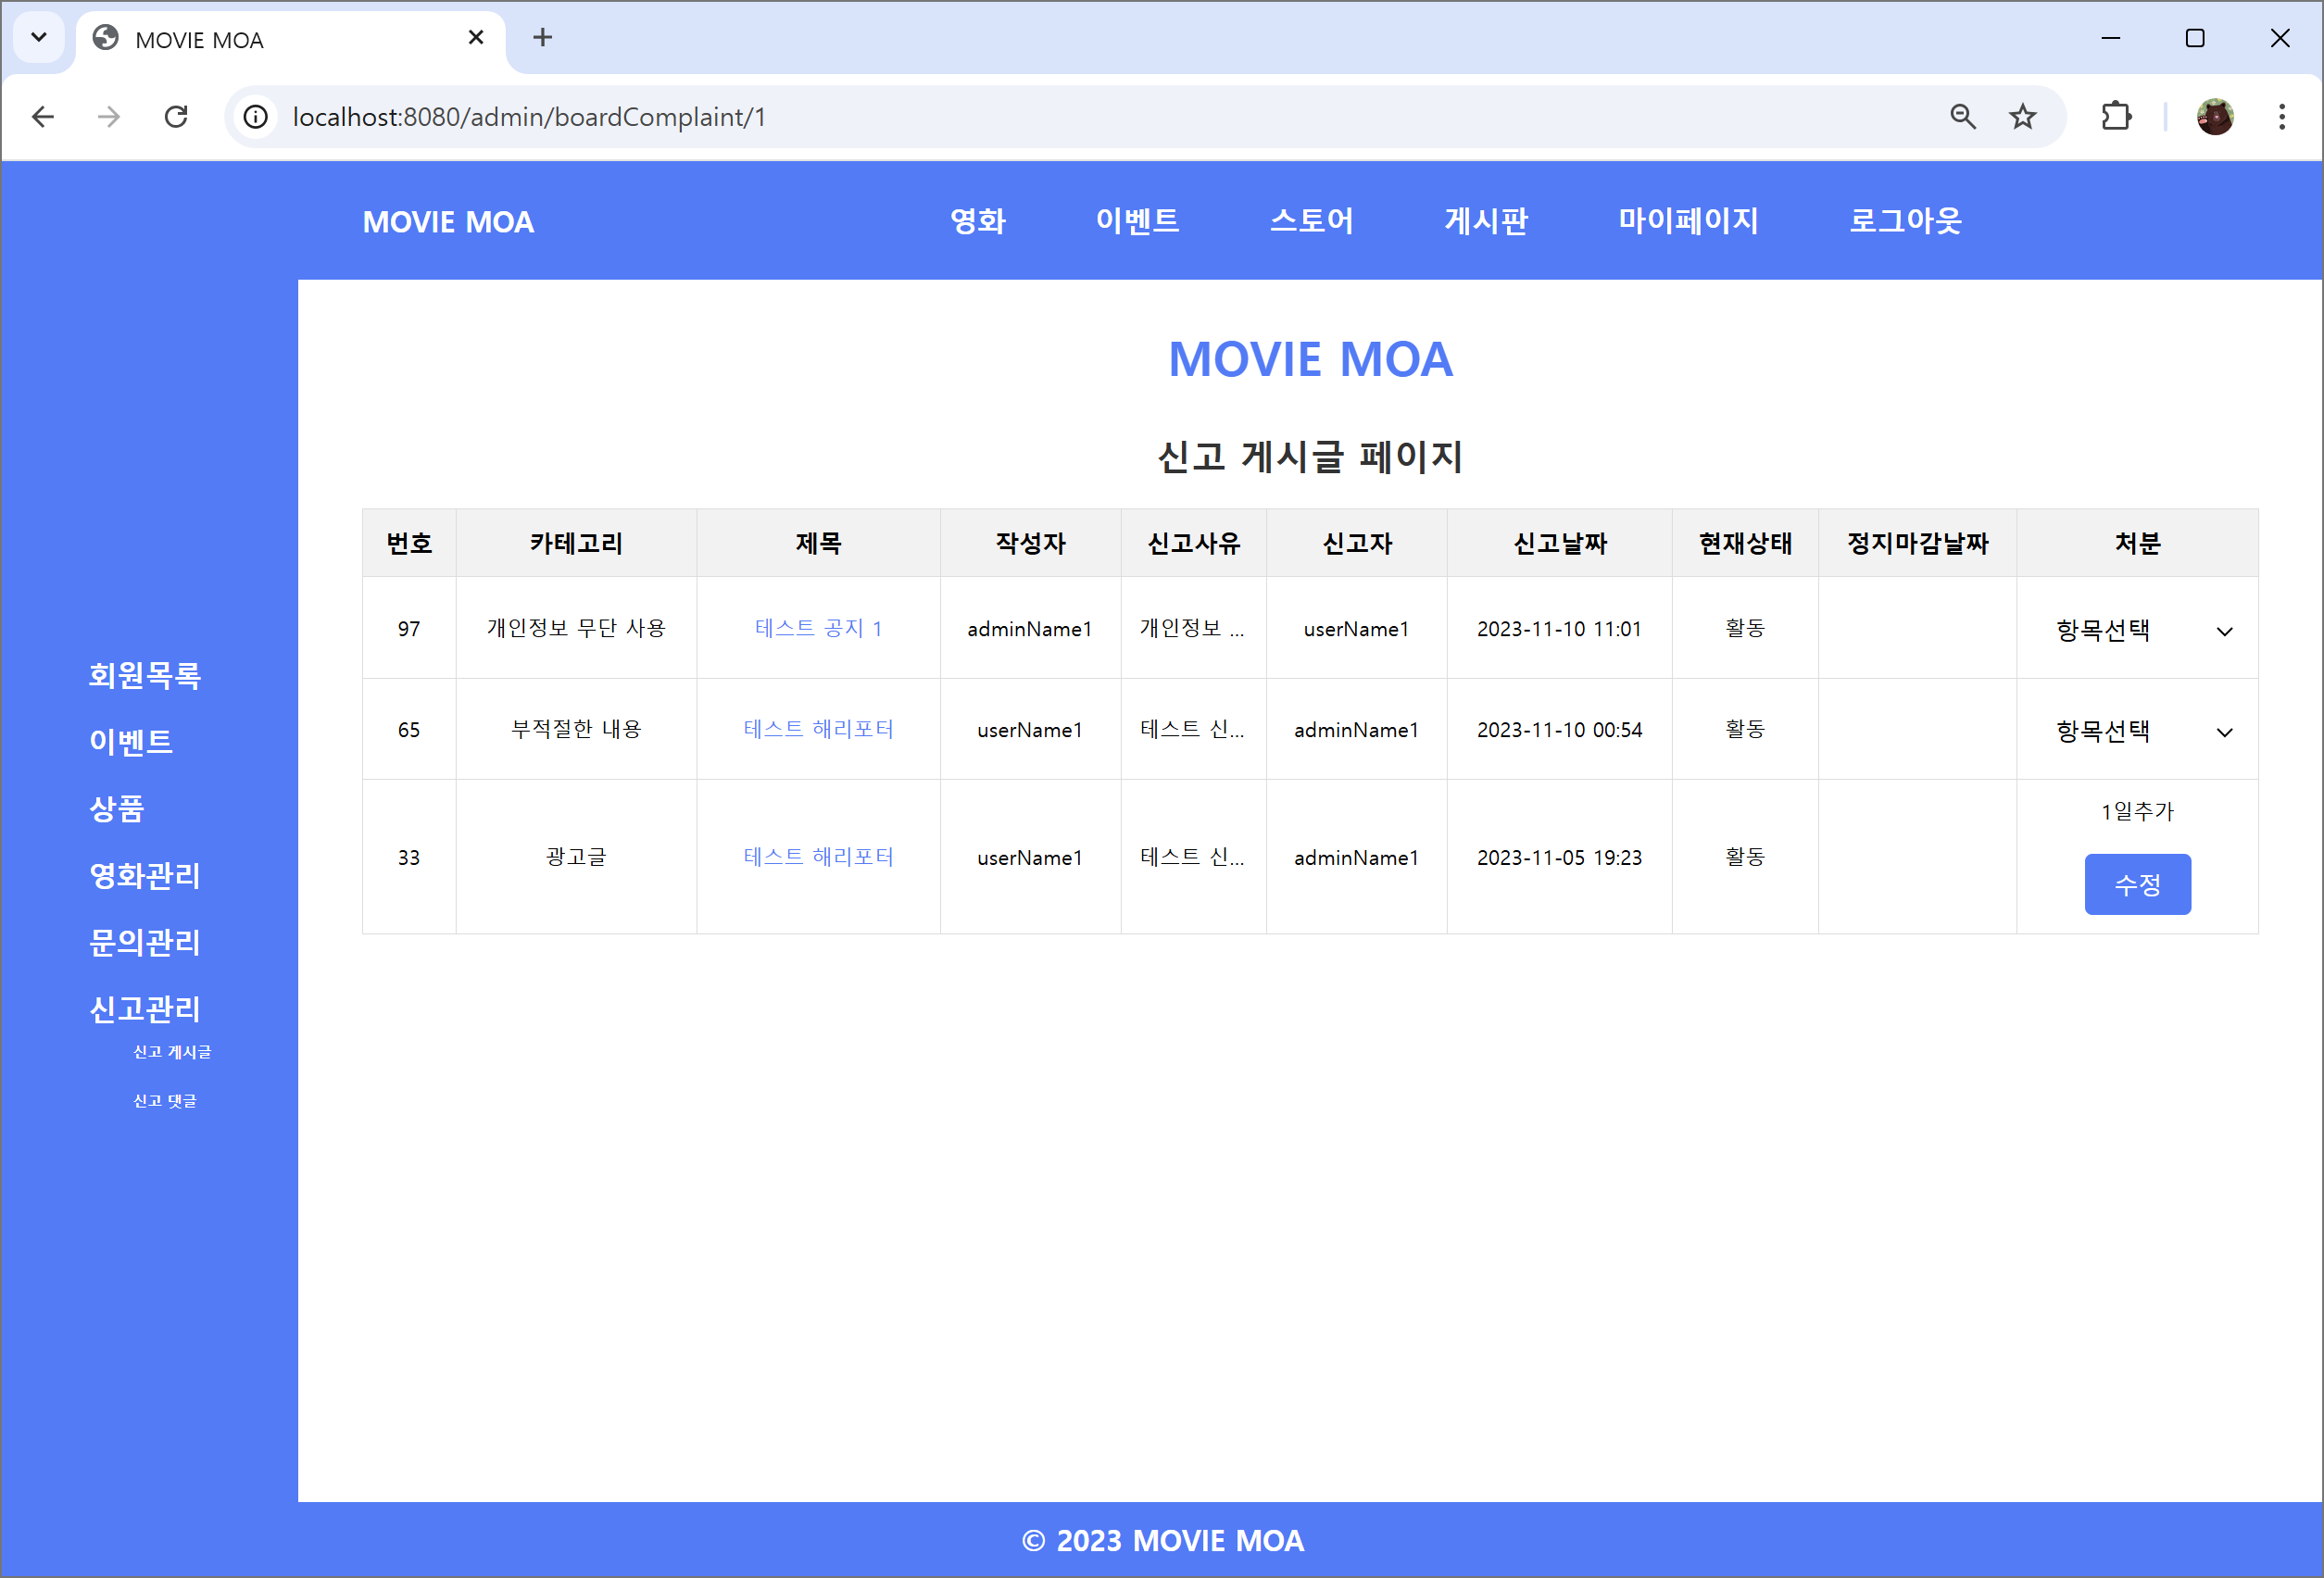 MOVIE MOA
localhost:8080/admin/boardComplaint/1
MOVIE MOA 영화 이벤트 스토어 게시판 마이페이지 로그아웃
회원목록
이벤트
상품
영화관리
문의관리
신고관리
신고 게시글
신고 댓글
MOVIE MOA
신고 게시글 페이지
번호 카테고리 제목 작성자 신고사유 신고자 신고날짜 현재상태 정지마감날짜 처분
97 개인정보 무단 사용 테스트 공지 1 adminName1 개인정보 ... userName1 2023-11-10 11:01 활동 항목선택
65 부적절한 내용 테스트 해리포터 userName1 테스트 신... adminName1 2023-11-10 00:54 활동 항목선택
33 광고글 테스트 해리포터 userName1 테스트 신... adminName1 2023-11-05 19:23 활동 1일추가
수정
© 2023 MOVIE MOA